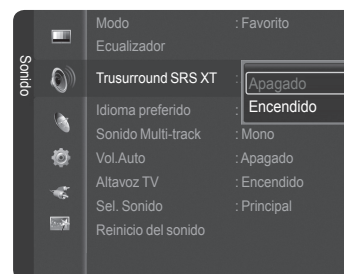 Sonido
Modo : Favorito
Ecualizador
Trusurround SRS XT :
Apagado
Encendido
Idioma preferido :
Sonido Multi-track : Mono
Vol.Auto : Apagado
Altavoz TV : Encendido
Sel. Sonido : Principal
Reinicio del sonido